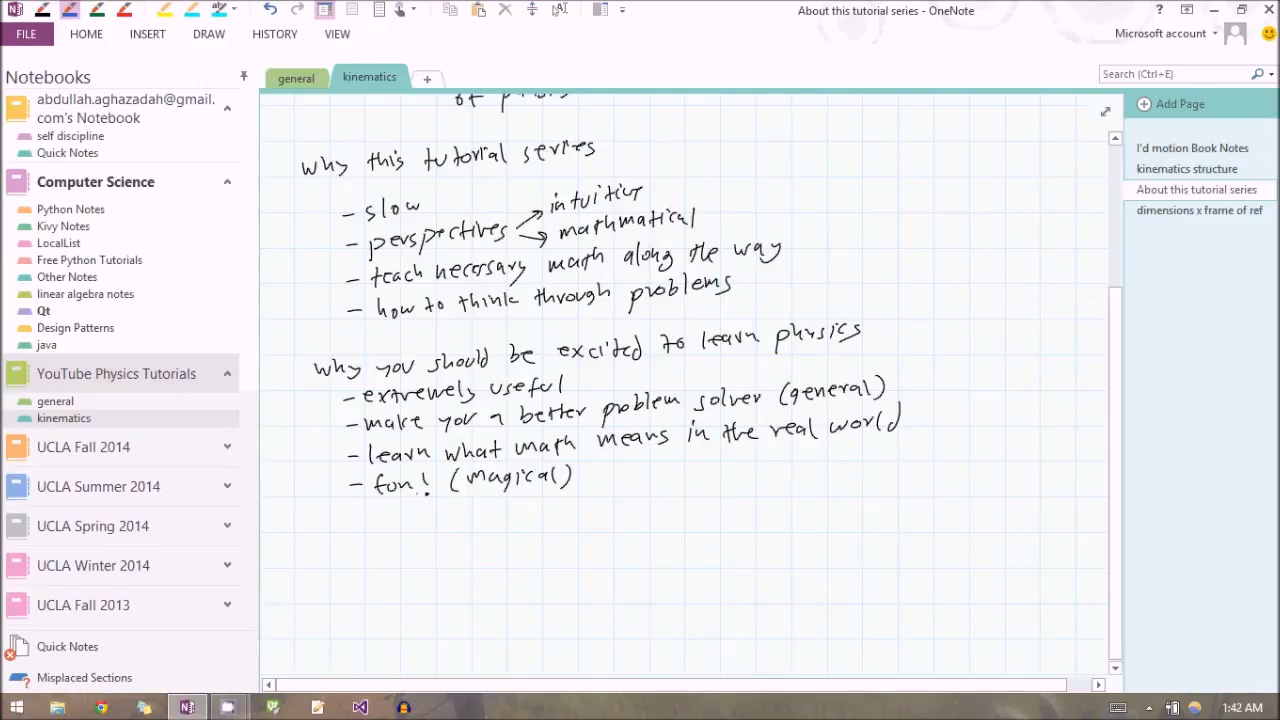 About this tutorial series - OneNote
FILE HOME INSERT DRAW HISTORY VIEW
Microsoft account
Notebooks
general kinematics
Search (Ctrl+E)
abdullah.aghazadah@gmail.
com's Notebook
self discipline
Quick Notes
Computer Science
Python Notes
Kivy Notes
LocalList
Free Python Tutorials
Other Notes
linear algebra notes
Qt
Design Patterns
java
YouTube Physics Tutorials
general
kinematics
UCLA Fall 2014
UCLA Summer 2014
UCLA Spring 2014
UCLA Winter 2014
UCLA Fall 2013
Quick Notes
Misplaced Sections
of
why this tutorial series
- slow
- perspectives intuitive
mathmatical
- teach necessary math along the way
- how to think through problems
why you should be excited to learn physics
- extremely useful
- make you a better problem solver (general)
- learn what math means in the real world
- fun! (magical)
Add Page
I'd motion Book Notes
kinematics structure
About this tutorial series
dimensions x frame of ref
1:42 AM